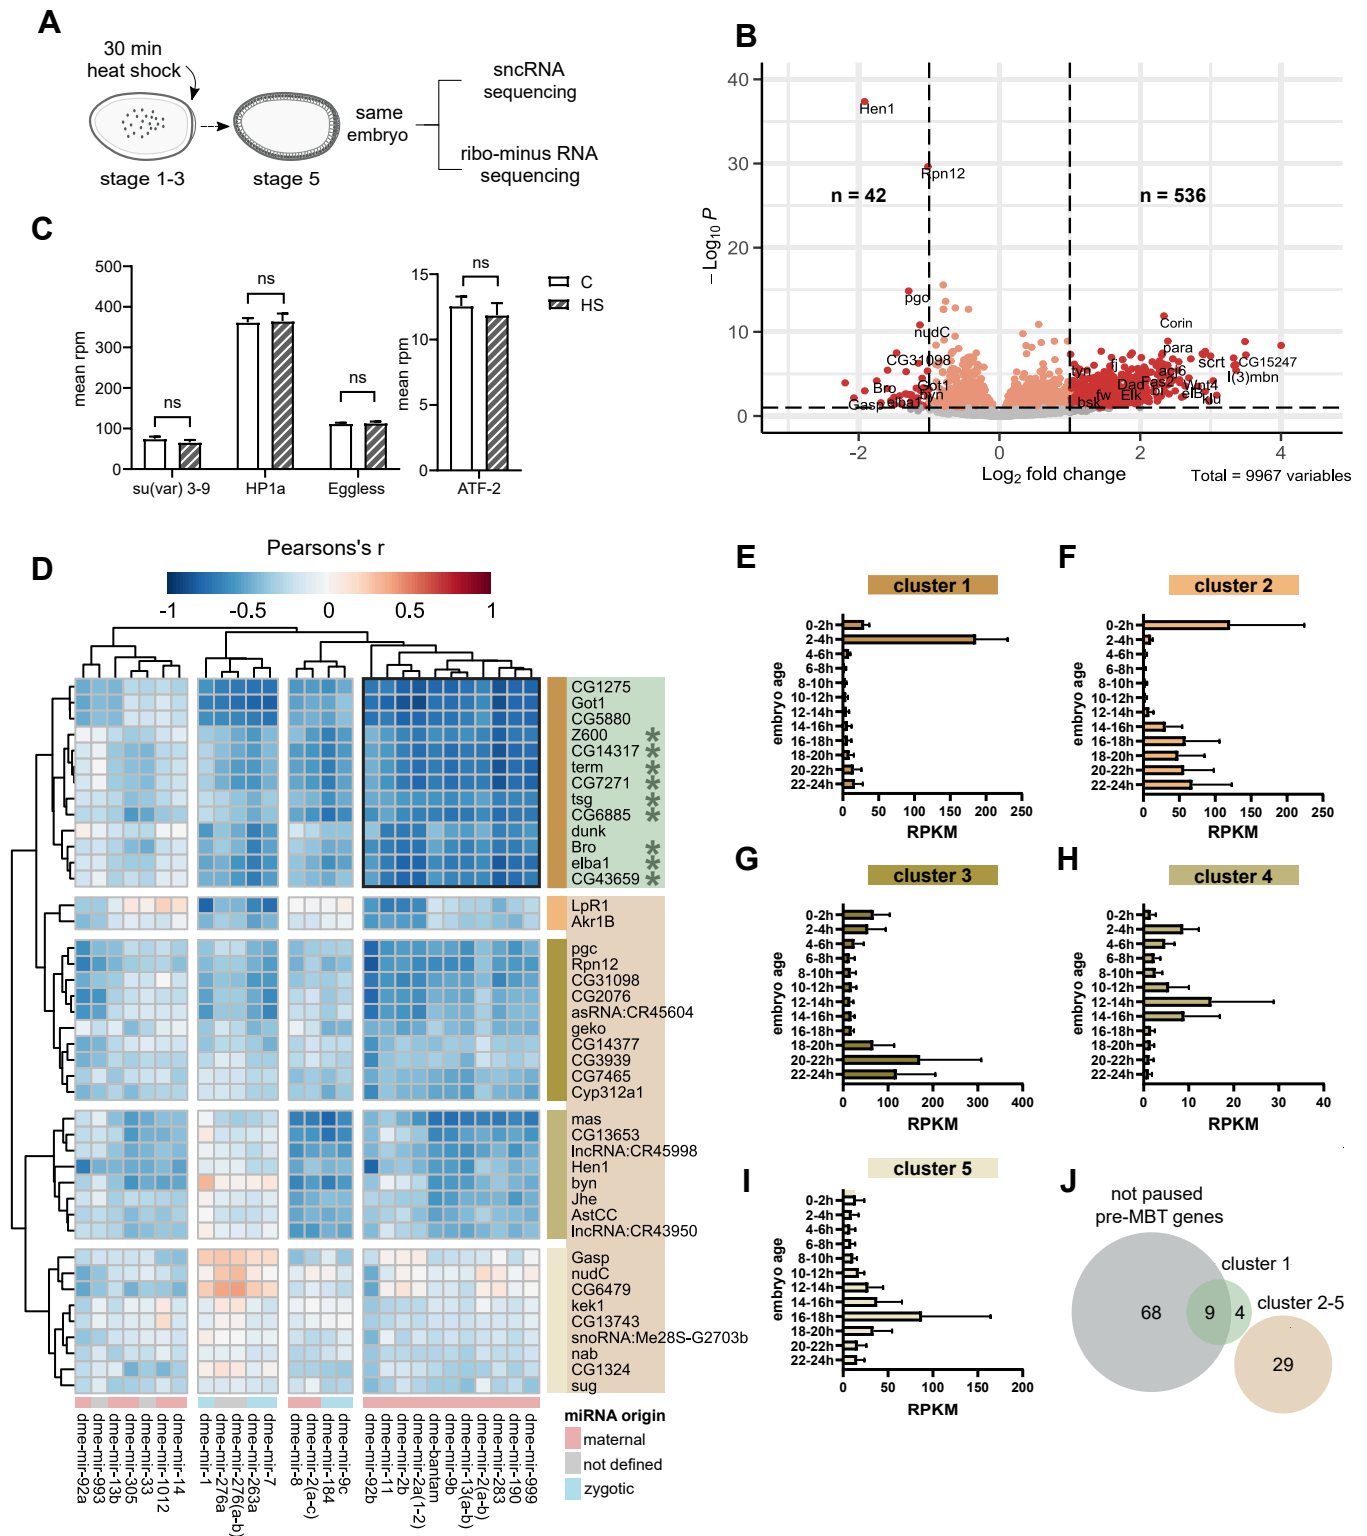 A
30 min
heat shock
stage 1-3
stage 5
same
embryo
sncRNA
sequencing
ribo-minus RNA
sequencing
B
40
30
20
10
0
−Log10 P
Hen1
Rpn12
n = 42
n = 536
pgc
nudC
CG31098
Bro
Got1
byn
elba1
Gasp
Corin
para
tyn
fj
aci6
scrt
CG15247
l(3)mbn
Dad
Fas2
Wnt4
bi
elB
klu
fw
Elk
bsk
-2
0
2
4
Log2 fold change
Total = 9967 variables
C
500
400
300
200
100
0
mean rpm
ns
ns
ns
su(var) 3-9
HP1a
Eggless
15
10
5
0
mean rpm
ns
ATF-2
C
HS
D
Pearsons's r
-1
-0.5
0
0.5
1
CG1275
Got1
CG5880
Z600 *
CG14317 *
term *
CG7271 *
tsg *
CG6885 *
dunk
Bro *
elba1 *
CG43659 *
LpR1
Akr1B
pgc
Rpn12
CG31098
CG2076
asRNA:CR45604
geko
CG14377
CG3939
CG7465
Cyp312a1
mas
CG13653
lncRNA:CR45998
Hen1
byn
Jhe
AstCC
lncRNA:CR43950
Gasp
nudC
CG6479
kek1
CG13743
snoRNA:Me28S-G2703b
nab
CG1324
sug
dme-mir-92a
dme-mir-993
dme-mir-13b
dme-mir-305
dme-mir-33
dme-mir-1012
dme-mir-14
dme-mir-1
dme-mir-276a
dme-mir-276(a-b)
dme-mir-263a
dme-mir-7
dme-mir-8
dme-mir-2(a-c)
dme-mir-184
dme-mir-9c
dme-mir-92b
dme-mir-11
dme-mir-2b
dme-mir-2a(1-2)
dme-bantam
dme-mir-9b
dme-mir-13(a-b)
dme-mir-2(a-b)
dme-mir-283
dme-mir-190
dme-mir-999
miRNA origin
maternal
not defined
zygotic
E
cluster 1
embryo age
0-2h
2-4h
4-6h
6-8h
8-10h
10-12h
12-14h
14-16h
16-18h
18-20h
20-22h
22-24h
0
50
100
150
200
250
RPKM
F
cluster 2
embryo age
0-2h
2-4h
4-6h
6-8h
8-10h
10-12h
12-14h
14-16h
16-18h
18-20h
20-22h
22-24h
0
50
100
150
200
250
RPKM
G
cluster 3
embryo age
0-2h
2-4h
4-6h
6-8h
8-10h
10-12h
12-14h
14-16h
16-18h
18-20h
20-22h
22-24h
0
100
200
300
400
RPKM
H
cluster 4
embryo age
0-2h
2-4h
4-6h
6-8h
8-10h
10-12h
12-14h
14-16h
16-18h
18-20h
20-22h
22-24h
0
10
20
30
40
RPKM
I
cluster 5
embryo age
0-2h
2-4h
4-6h
6-8h
8-10h
10-12h
12-14h
14-16h
16-18h
18-20h
20-22h
22-24h
0
50
100
150
200
RPKM
J
not paused
pre-MBT genes
cluster 1
cluster 2-5
68
9
4
29